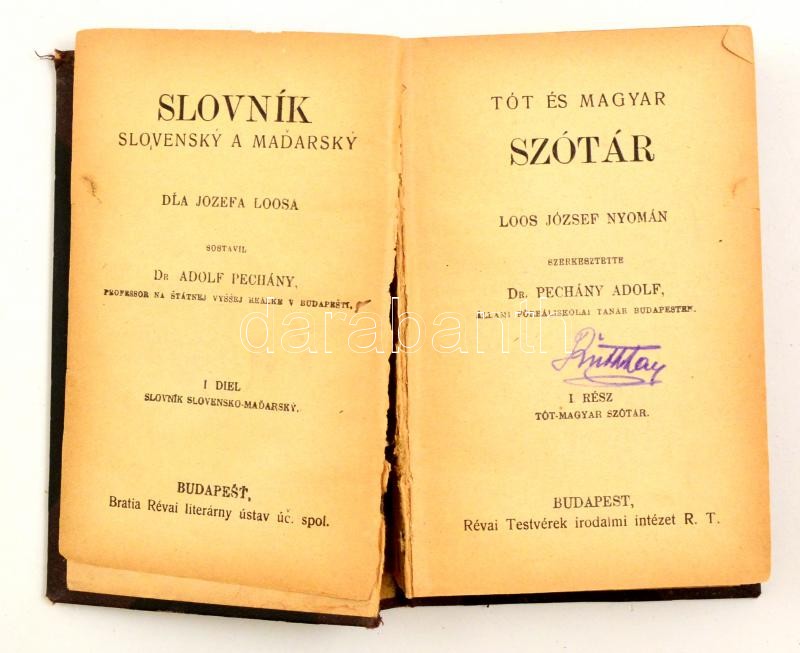 SLOVNÍK
SLOVENSKÝ A MAĎARSKÝ
DĽA JOZEFA LOOSA
SOSTAVIL
DR ADOLF PECHÁNY,
PROFESSOR NA ŠTÁTNEJ VYŠŠEJ REÁLKE V BUDAPEŠTI.
I DIEL
SLOVNÍK SLOVENSKO-MAĎARSKÝ.
BUDAPEŠŤ,
Bratia Révai literárny ústav úč. spol.
TÓT ÉS MAGYAR
SZÓTÁR
LOOS JÓZSEF NYOMÁN
SZERKESZTETTE
DR. PECHÁNY ADOLF,
ÁLLAMI FŐREÁLISKOLAI TANÁR BUDAPESTEN.
I RÉSZ
TÓT-MAGYAR SZÓTÁR.
BUDAPEST,
Révai Testvérek irodalmi intézet R. T.
darabanth